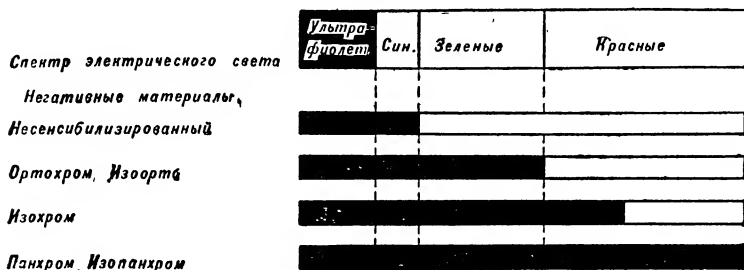 Ультра-
фиолет Син. Зеленые Красные
Спектр электрического света
Негативные материалы
Несенсибилизированный
Ортохром, Изоорто
Изохром
Панхром, Изопанхром